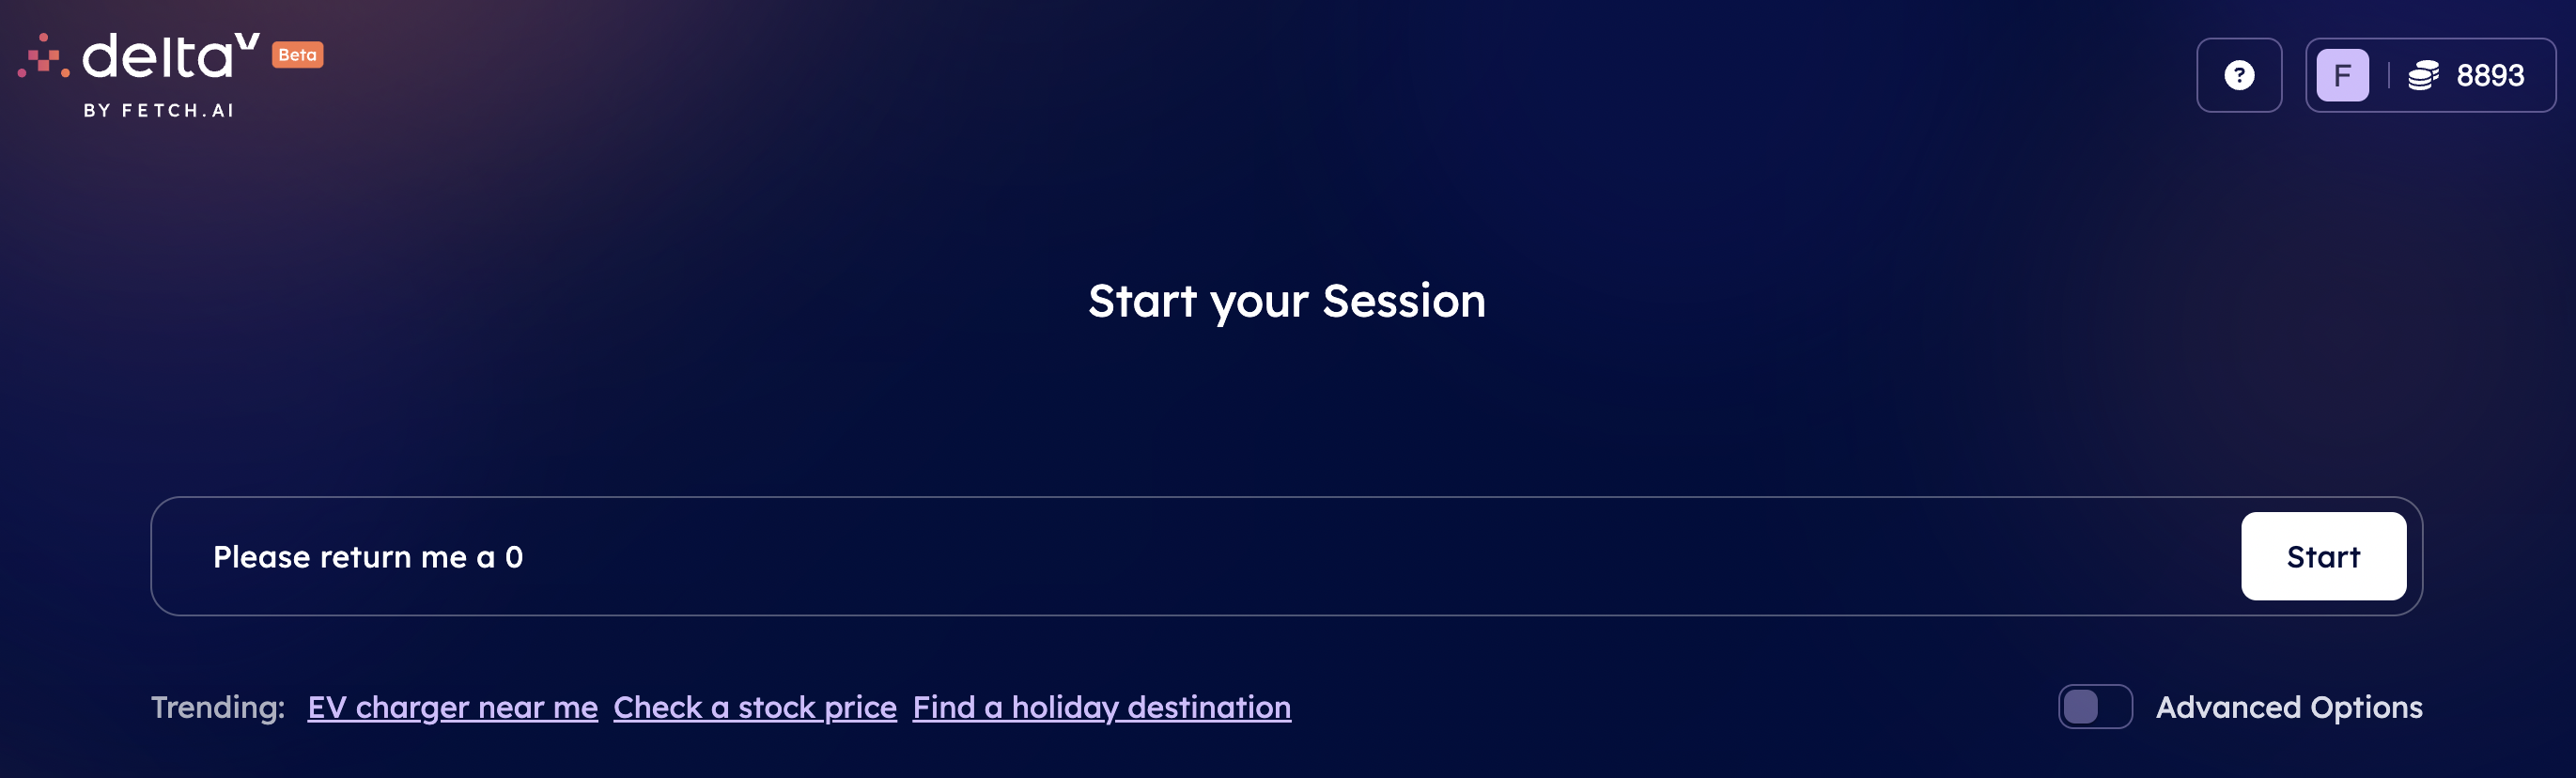 deltaV Beta
BY FETCH.AI
? F 8893
Start your Session
Please return me a 0
Start
Trending: EV charger near me Check a stock price Find a holiday destination
Advanced Options